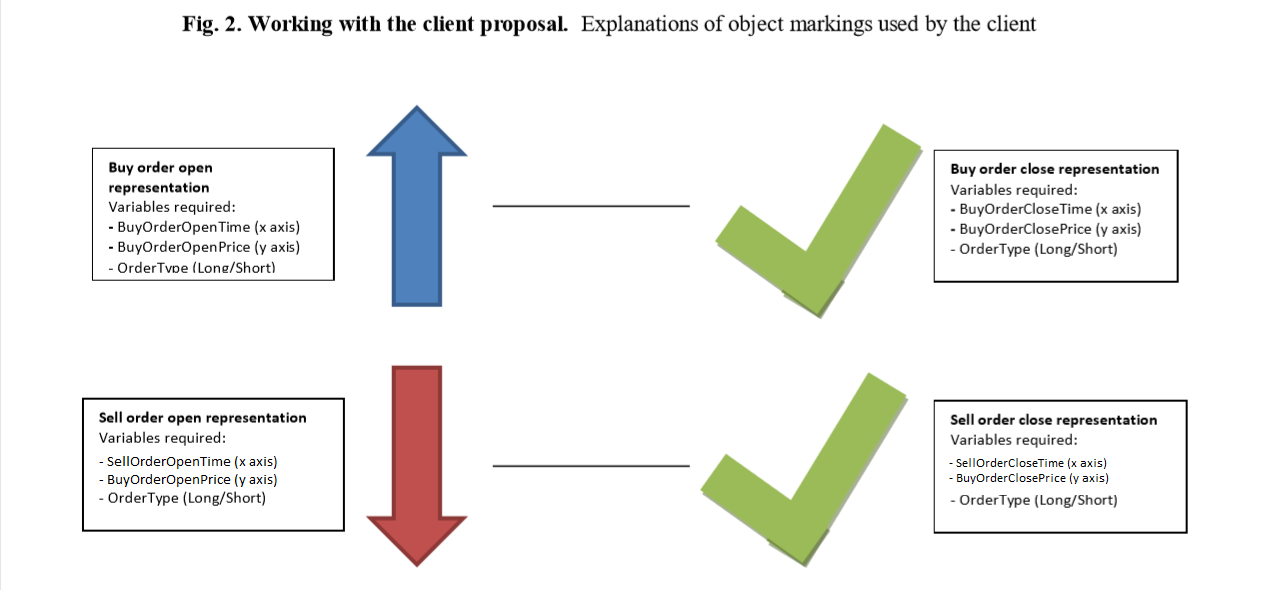 Fig. 2. Working with the client proposal. Explanations of object markings used by the client
Buy order open
representation
Variables required:
- BuyOrderOpenTime (x axis)
- BuyOrderOpenPrice (y axis)
- OrderType (Long/Short)
Buy order close representation
Variables required:
- BuyOrderCloseTime (x axis)
- BuyOrderClosePrice (y axis)
- OrderType (Long/Short)
Sell order open representation
Variables required:
- SellOrderOpenTime (x axis)
- BuyOrderOpenPrice (y axis)
- OrderType (Long/Short)
Sell order close representation
Variables required:
- SellOrderCloseTime (x axis)
- BuyOrderClosePrice (y axis)
- OrderType (Long/Short)